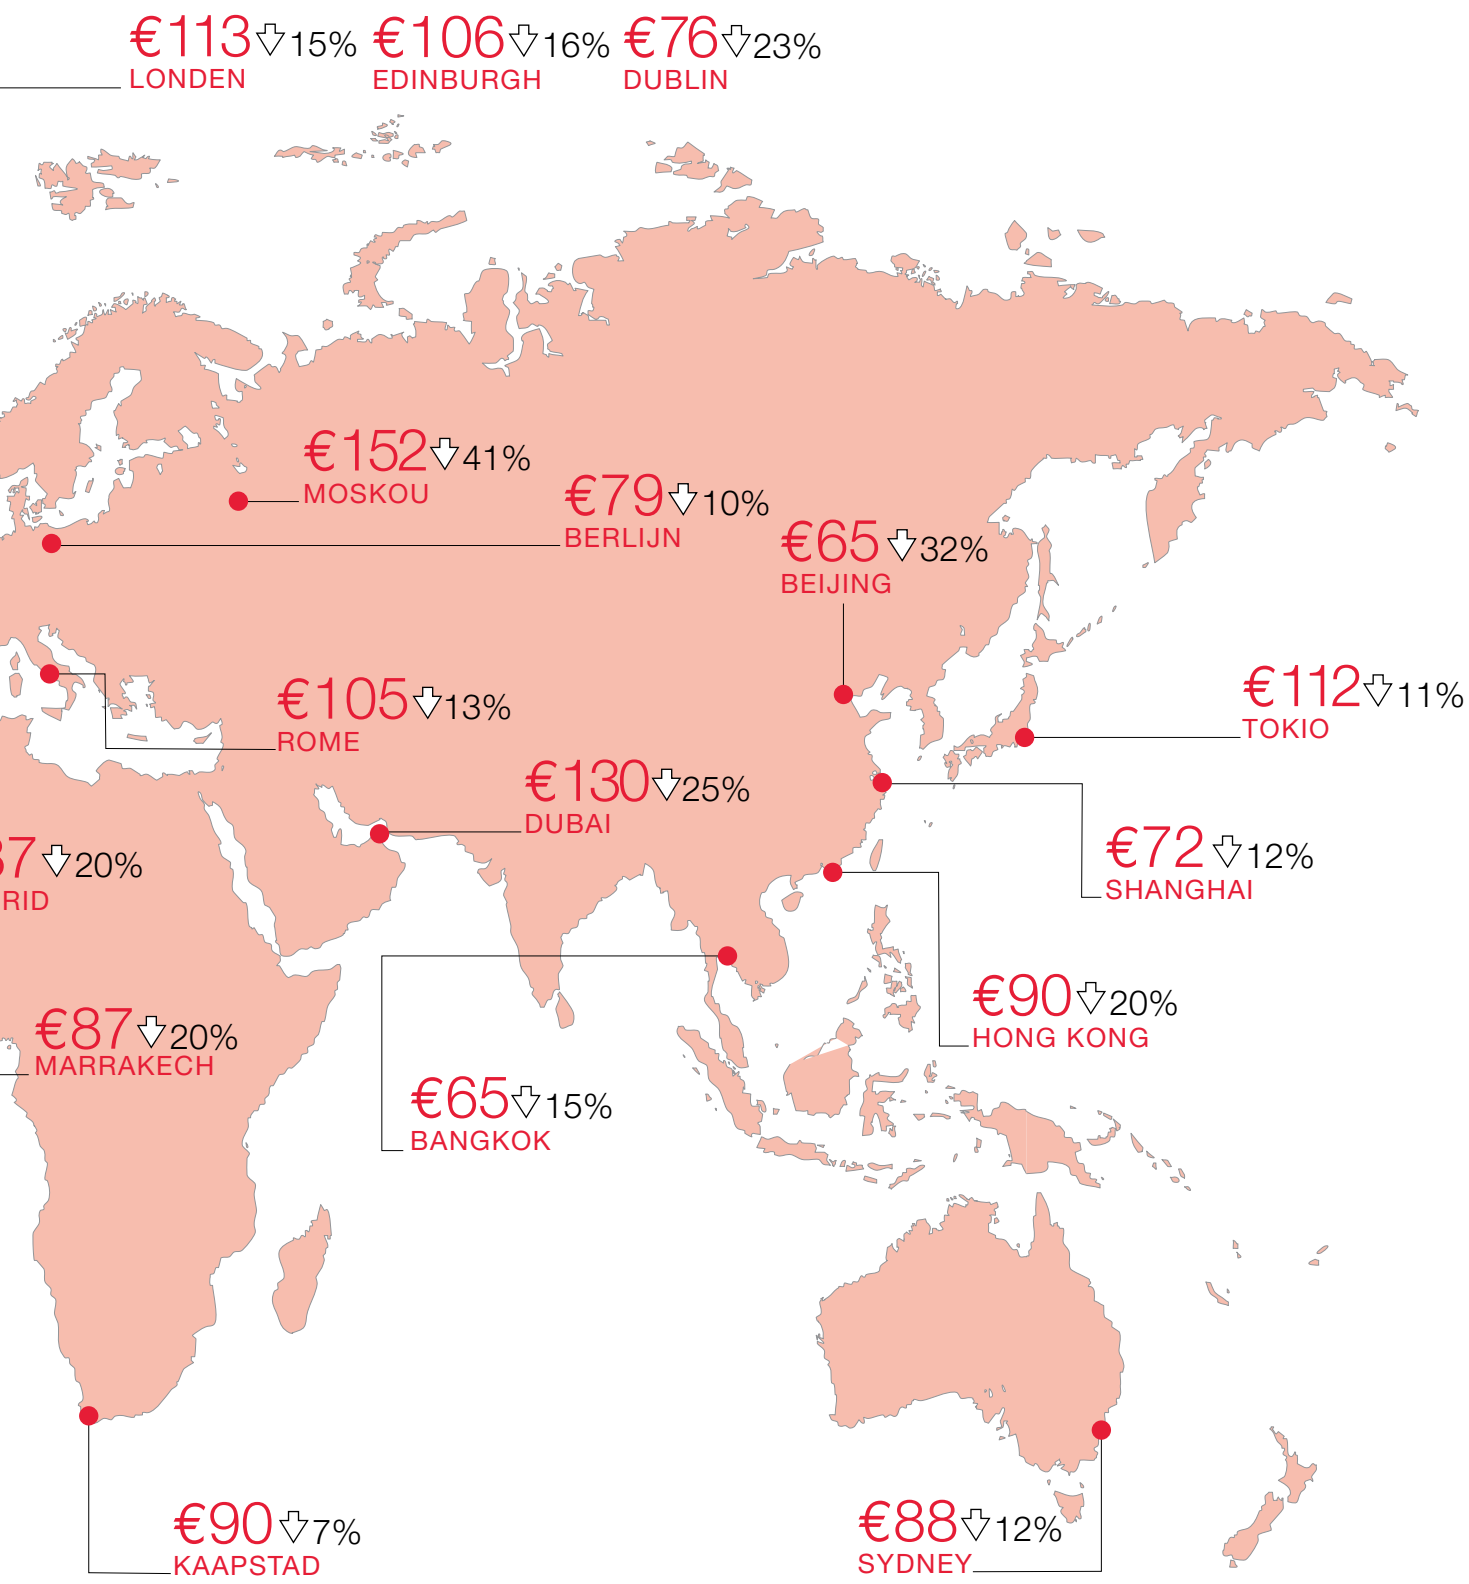 €113 15% €106 16% €76 23%
LONDEN EDINBURGH DUBLIN
€152 41%
MOSKOU
€79 10%
BERLIJN
€65 32%
BEIJING
€105 13%
ROME
€112 11%
TOKIO
€130 25%
DUBAI
7 20%
RID
€72 12%
SHANGHAI
€90 20%
HONG KONG
€87 20%
MARRAKECH
€65 15%
BANGKOK
€90 7%
KAAPSTAD
€88 12%
SYDNEY